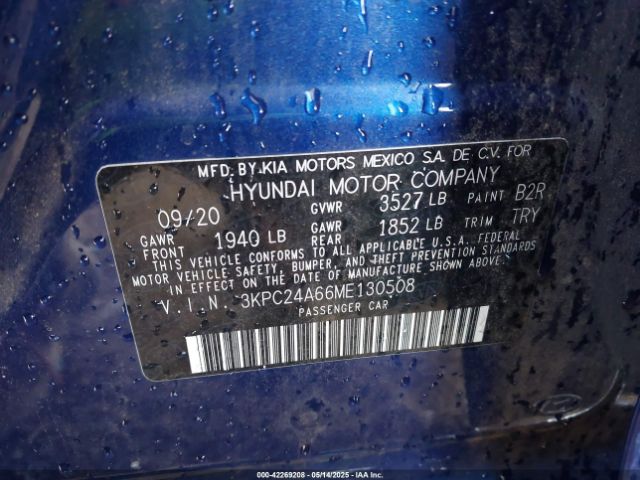 MFD. BY KIA MOTORS MEXICO S.A. DE C.V. FOR
HYUNDAI MOTOR COMPANY
09/20 GVWR 3527 LB PAINT B2R
GAWR FRONT 1940 LB GAWR REAR 1852 LB TRIM TRY
THIS VEHICLE CONFORMS TO ALL APPLICABLE U.S.A. FEDERAL
MOTOR VEHICLE SAFETY, BUMPER, AND THEFT PREVENTION STANDARDS
IN EFFECT ON THE DATE OF MANUFACTURE SHOWN ABOVE.
V.I.N. 3KPC24A66ME130508
PASSENGER CAR
000-42269208 - 05/14/2025 - IAAI.COM